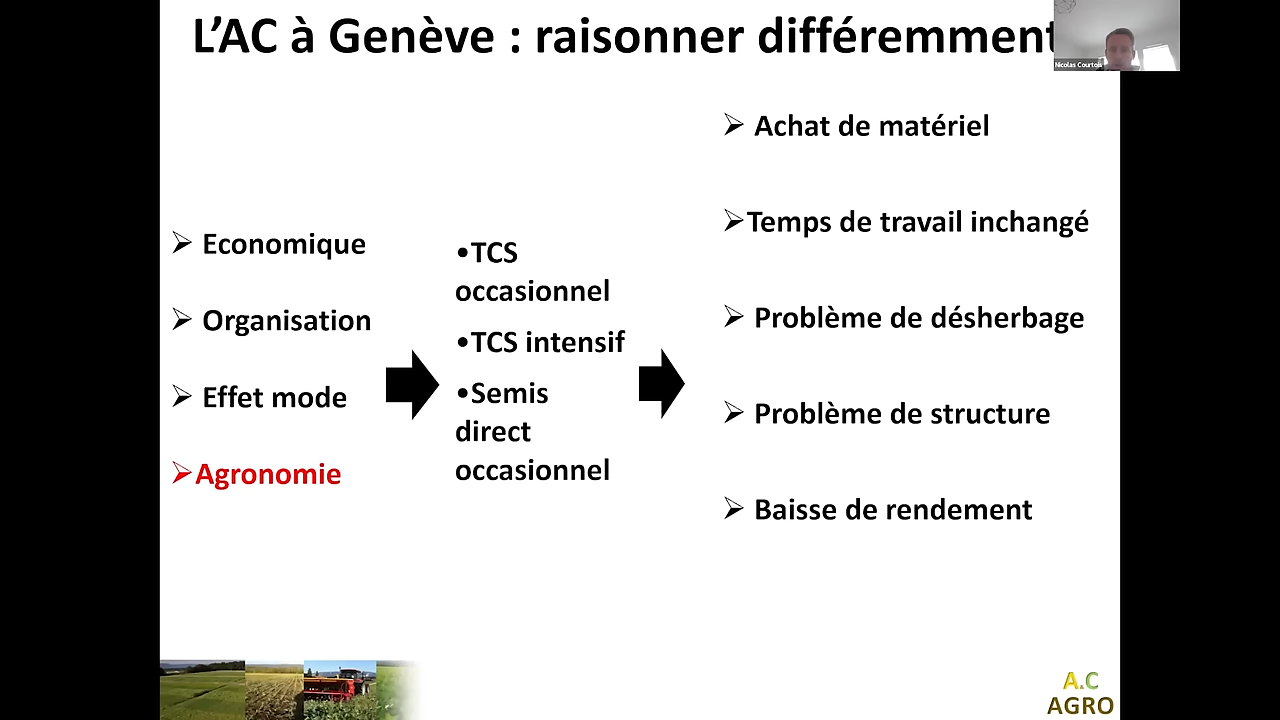 L'AC à Genève : raisonner différemment
Nicolas Courtois
➢ Economique
➢ Organisation
➢ Effet mode
➢Agronomie
•TCS
occasionnel
•TCS intensif
•Semis
direct
occasionnel
➢ Achat de matériel
➢Temps de travail inchangé
➢ Problème de désherbage
➢ Problème de structure
➢ Baisse de rendement
A.C
AGRO